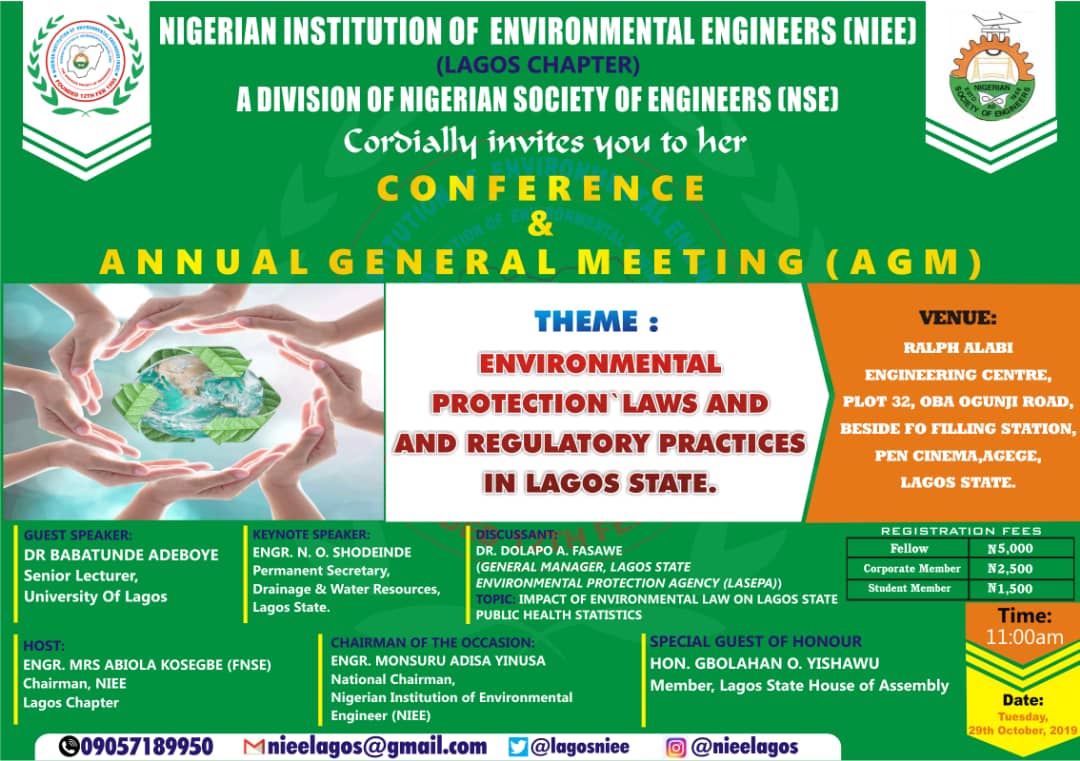 NIGERIAN INSTITUTION OF ENVIRONMENTAL ENGINEERS (NIEE)
(LAGOS CHAPTER)
A DIVISION OF NIGERIAN SOCIETY OF ENGINEERS (NSE)
Cordially invites you to her
CONFERENCE
&
ANNUAL GENERAL MEETING (AGM)
THEME :
ENVIRONMENTAL
PROTECTION`LAWS AND
AND REGULATORY PRACTICES
IN LAGOS STATE.
VENUE:
RALPH ALABI
ENGINEERING CENTRE,
PLOT 32, OBA OGUNJI ROAD,
BESIDE FO FILLING STATION,
PEN CINEMA,AGEGE,
LAGOS STATE.
GUEST SPEAKER:
DR BABATUNDE ADEBOYE
Senior Lecturer,
University Of Lagos
KEYNOTE SPEAKER:
ENGR. N. O. SHODEINDE
Permanent Secretary,
Drainage & Water Resources,
Lagos State.
DISCUSSANT:
DR. DOLAPO A. FASAWE
(GENERAL MANAGER, LAGOS STATE
ENVIRONMENTAL PROTECTION AGENCY (LASEPA))
TOPIC: IMPACT OF ENVIRONMENTAL LAW ON LAGOS STATE
PUBLIC HEALTH STATISTICS
REGISTRATION FEES
Fellow ₦5,000
Corporate Member ₦2,500
Student Member ₦1,500
Time:
11:00am
Date:
Tuesday,
29th October, 2019
HOST:
ENGR. MRS ABIOLA KOSEGBE (FNSE)
Chairman, NIEE
Lagos Chapter
CHAIRMAN OF THE OCCASION:
ENGR. MONSURU ADISA YINUSA
National Chairman,
Nigerian Institution of Environmental
Engineer (NIEE)
SPECIAL GUEST OF HONOUR
HON. GBOLAHAN O. YISHAWU
Member, Lagos State House of Assembly
09057189950 nieelagos@gmail.com @lagosniee @nieelagos
NIGERIAN
SOCIETY OF ENGINEERS